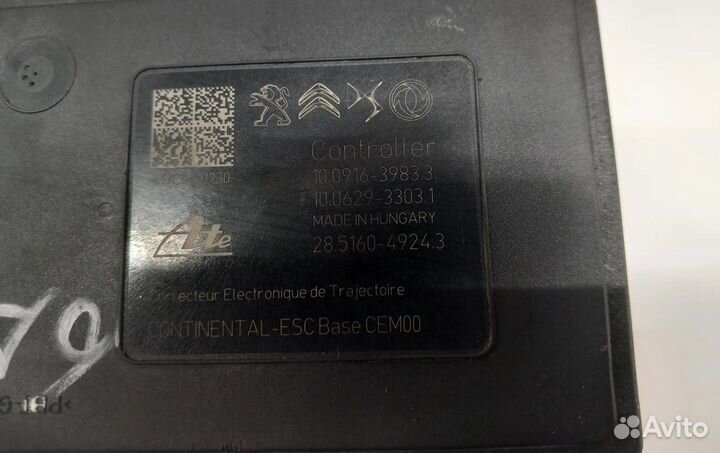 Controller
10.0916-3983.3
10.0629-3303.1
MADE IN HUNGARY
Ate
28.5160-4924.3
Correcteur Electronique de Trajectoire
CONTINENTAL-ESC Base CEM00
79
Avito